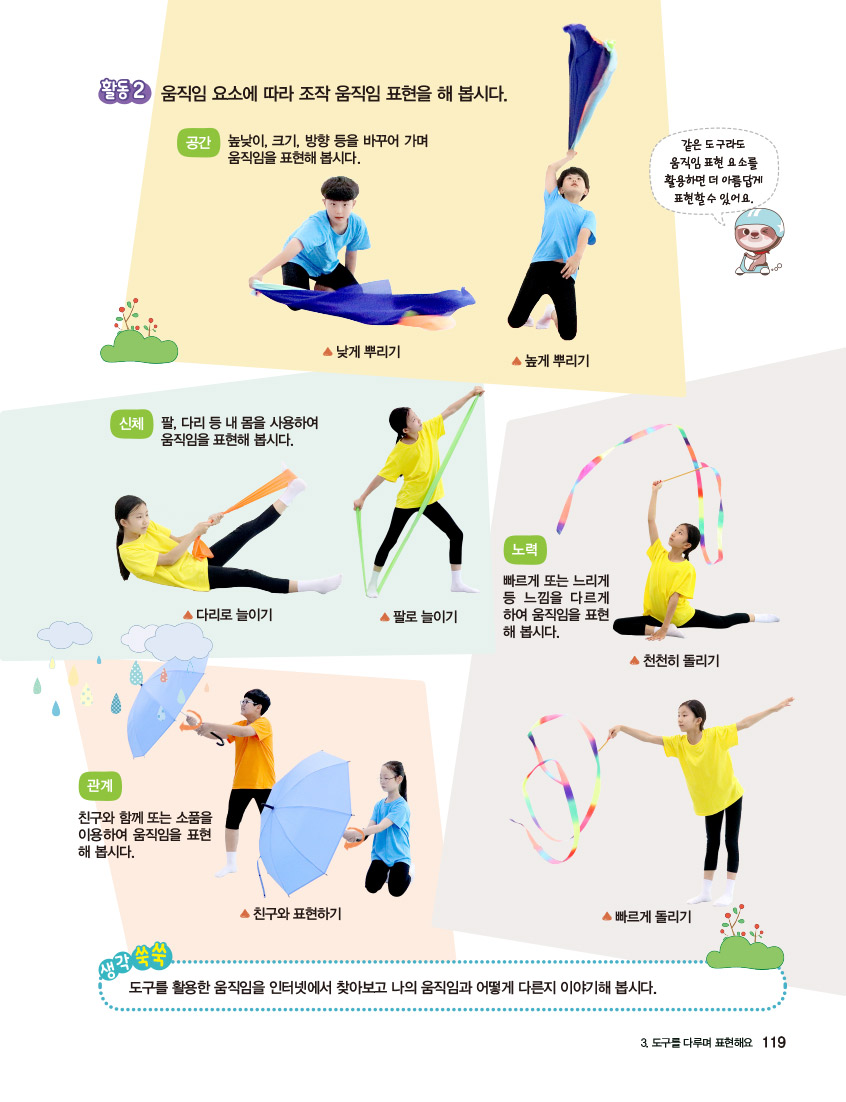 활동 2 움직임 요소에 따라 조작 움직임 표현을 해 봅시다.
공간 높낮이, 크기, 방향 등을 바꾸어 가며
움직임을 표현해 봅시다.
같은 도구라도
움직임 표현 요소를
활용하면 더 아름답게
표현할 수 있어요.
▲ 낮게 뿌리기
▲ 높게 뿌리기
신체 팔, 다리 등 내 몸을 사용하여
움직임을 표현해 봅시다.
▲ 다리로 늘이기
▲ 팔로 늘이기
노력
빠르게 또는 느리게
등 느낌을 다르게
하여 움직임을 표현
해 봅시다.
▲ 천천히 돌리기
▲ 빠르게 돌리기
관계
친구와 함께 또는 소품을
이용하여 움직임을 표현
해 봅시다.
▲ 친구와 표현하기
생각 쑥쑥
도구를 활용한 움직임을 인터넷에서 찾아보고 나의 움직임과 어떻게 다른지 이야기해 봅시다.
3. 도구를 다루며 표현해요 119